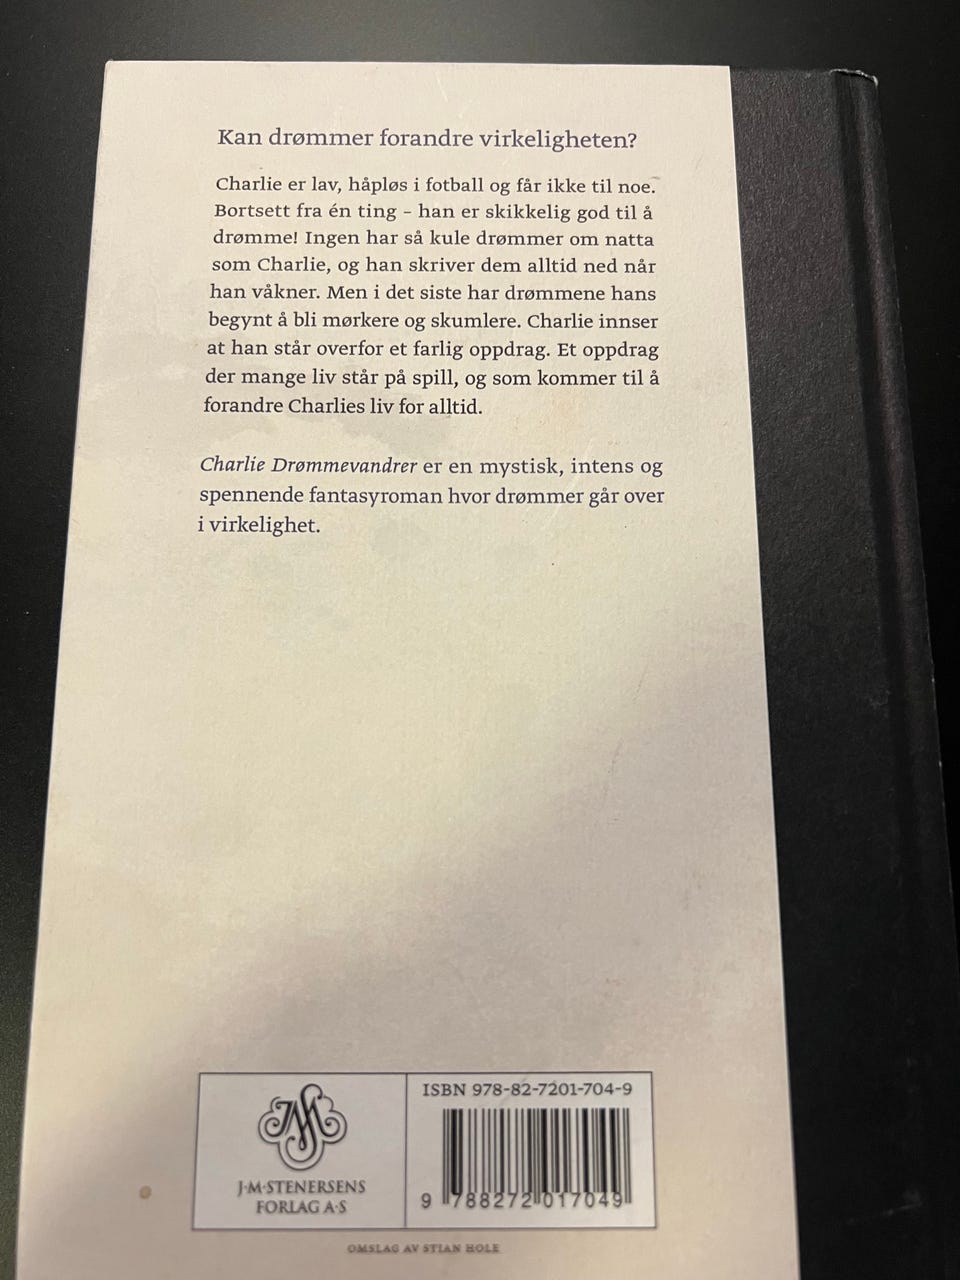 Kan drømmer forandre virkeligheten?
Charlie er lav, håpløs i fotball og får ikke til noe.
Bortsett fra én ting – han er skikkelig god til å
drømme! Ingen har så kule drømmer om natta
som Charlie, og han skriver dem alltid ned når
han våkner. Men i det siste har drømmene hans
begynt å bli mørkere og skumlere. Charlie innser
at han står overfor et farlig oppdrag. Et oppdrag
der mange liv står på spill, og som kommer til å
forandre Charlies liv for alltid.
Charlie Drømmevandrer er en mystisk, intens og
spennende fantasyroman hvor drømmer går over
i virkelighet.
JMS
J·M·STENERSENS
FORLAG A·S
ISBN 978-82-7201-704-9
9 788272 017049
OMSLAG AV STIAN HOLE